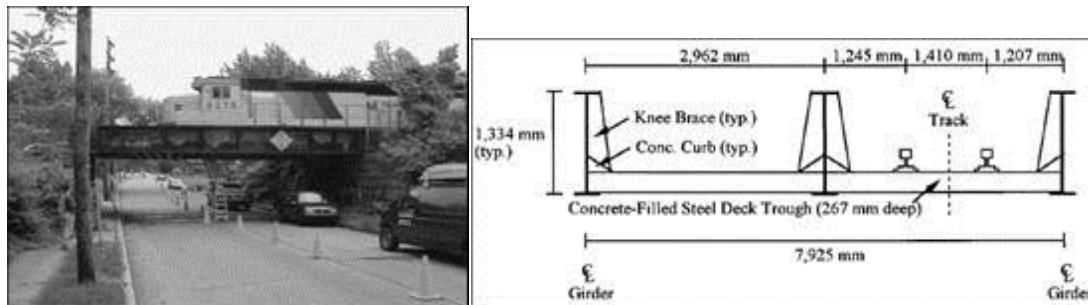 2,962 mm
1,245 mm
1,410 mm
1,207 mm
℄
Track
Knee Brace (typ.)
1,334 mm
(typ.)
Conc. Curb (typ.)
Concrete-Filled Steel Deck Trough (267 mm deep)
7,925 mm
℄
Girder
℄
Girder